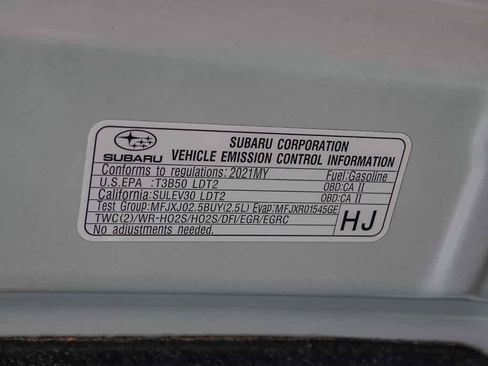 SUBARU CORPORATION
SUBARU VEHICLE EMISSION CONTROL INFORMATION
Conforms to regulations: 2021MY Fuel:Gasoline
U.S.EPA :T3B50 LDT2 OBD:CA II
California:SULEV30 LDT2 OBD:CA II
Test Group:MFJXJ02.5BUY(2.5L) Evap:MFJXR01545GE
TWC(2)/WR-HO2S/HO2S/DFI/EGR/EGRC
No adjustments needed.
HJ